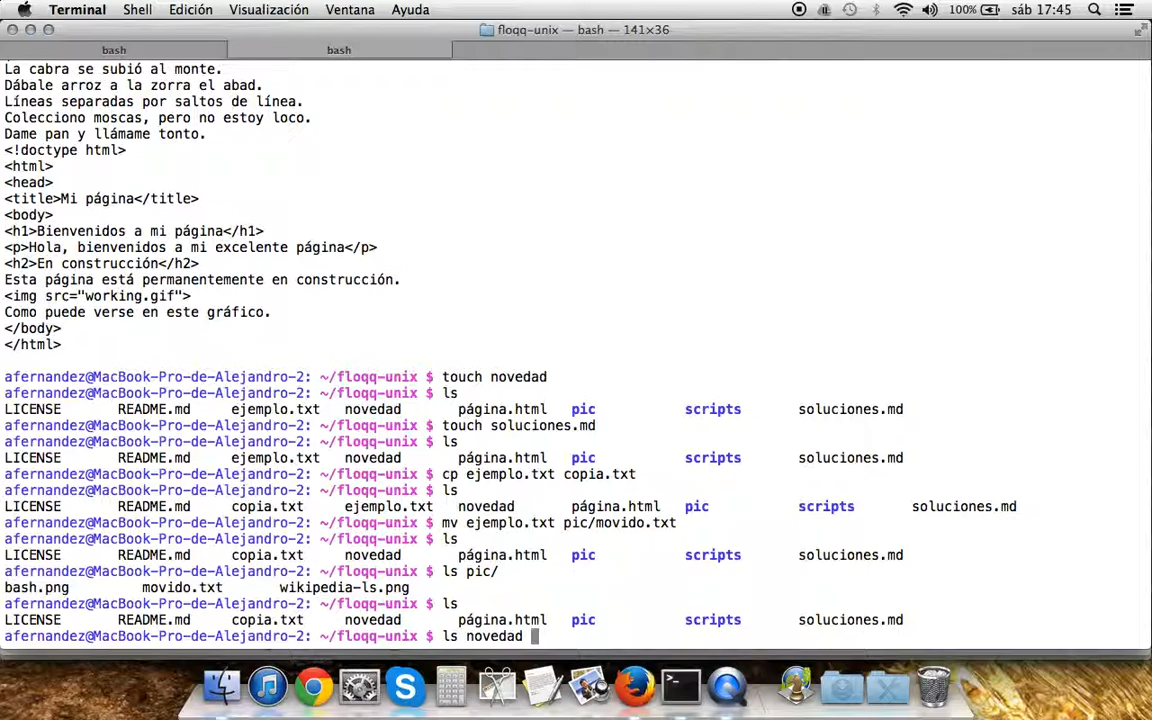 Terminal Shell Edición Visualización Ventana Ayuda 100% sáb 17:45
floqq-unix — bash — 141×36
bash bash
La cabra se subió al monte.
Dábale arroz a la zorra el abad.
Líneas separadas por saltos de línea.
Colecciono moscas, pero no estoy loco.
Dame pan y llámame tonto.
<!doctype html>
<html>
<head>
<title>Mi página</title>
<body>
<h1>Bienvenidos a mi página</h1>
<p>Hola, bienvenidos a mi excelente página</p>
<h2>En construcción</h2>
Esta página está permanentemente en construcción.
<img src="working.gif">
Como puede verse en este gráfico.
</body>
</html>
afernandez@MacBook-Pro-de-Alejandro-2: ~/floqq-unix $ touch novedad
afernandez@MacBook-Pro-de-Alejandro-2: ~/floqq-unix $ ls
LICENSE README.md ejemplo.txt novedad página.html pic scripts soluciones.md
afernandez@MacBook-Pro-de-Alejandro-2: ~/floqq-unix $ touch soluciones.md
afernandez@MacBook-Pro-de-Alejandro-2: ~/floqq-unix $ ls
LICENSE README.md ejemplo.txt novedad página.html pic scripts soluciones.md
afernandez@MacBook-Pro-de-Alejandro-2: ~/floqq-unix $ cp ejemplo.txt copia.txt
afernandez@MacBook-Pro-de-Alejandro-2: ~/floqq-unix $ ls
LICENSE README.md copia.txt ejemplo.txt novedad página.html pic scripts soluciones.md
afernandez@MacBook-Pro-de-Alejandro-2: ~/floqq-unix $ mv ejemplo.txt pic/movido.txt
afernandez@MacBook-Pro-de-Alejandro-2: ~/floqq-unix $ ls
LICENSE README.md copia.txt novedad página.html pic scripts soluciones.md
afernandez@MacBook-Pro-de-Alejandro-2: ~/floqq-unix $ ls pic/
bash.png movido.txt wikipedia-ls.png
afernandez@MacBook-Pro-de-Alejandro-2: ~/floqq-unix $ ls
LICENSE README.md copia.txt novedad página.html pic scripts soluciones.md
afernandez@MacBook-Pro-de-Alejandro-2: ~/floqq-unix $ ls novedad